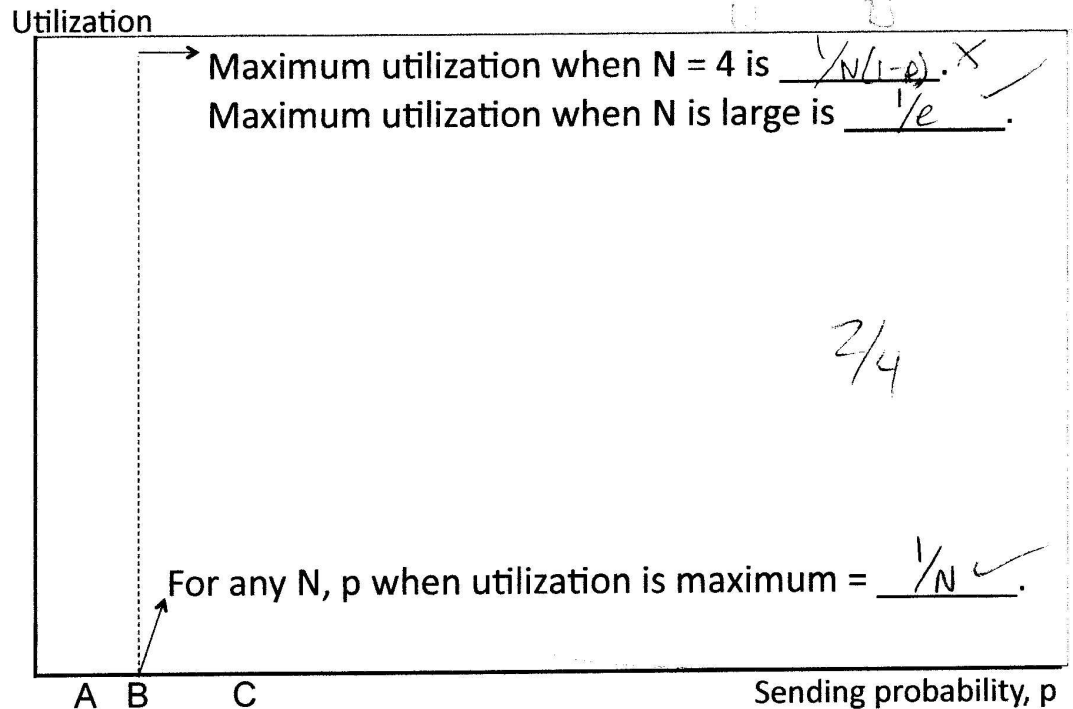 Utilization
Maximum utilization when N = 4 is 1/N(1-p). X
Maximum utilization when N is large is 1/e. ✓
2/4
For any N, p when utilization is maximum = 1/N ✓.
A B C Sending probability, p